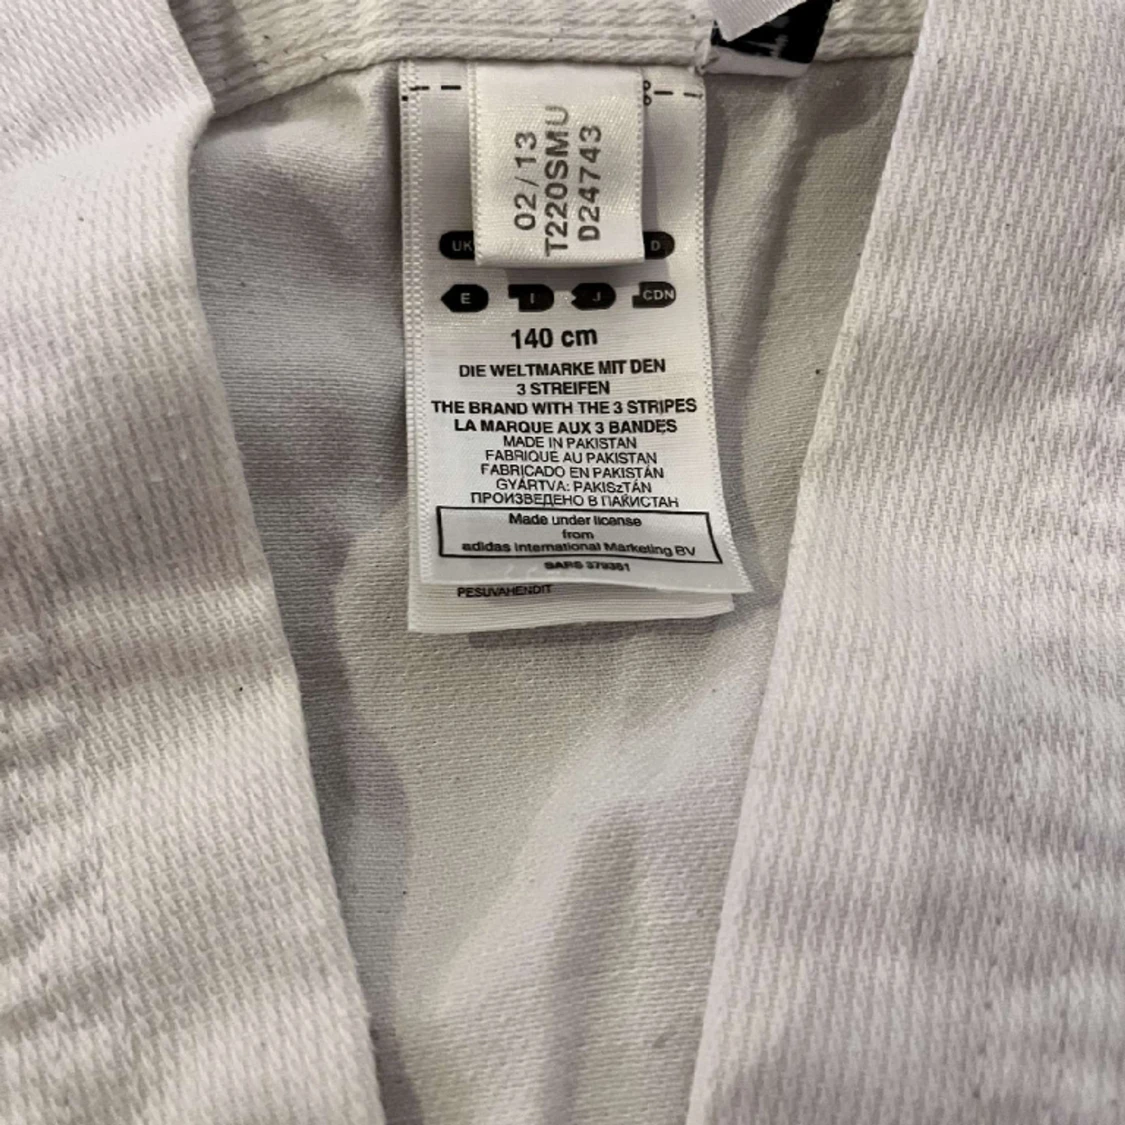 02/13
T220SMU
D24743
UK
D
E
I
J
CDN
140 cm
DIE WELTMARKE MIT DEN
3 STREIFEN
THE BRAND WITH THE 3 STRIPES
LA MARQUE AUX 3 BANDES
MADE IN PAKISTAN
FABRIQUE AU PAKISTAN
FABRICADO EN PAKISTÁN
GYÁRTVA: PAKISzTÁN
ПРОИЗВЕДЕНО В ПАКИСТАН
Made under license
from
adidas International Marketing BV
SARS 379351
PESUVAHENDIT